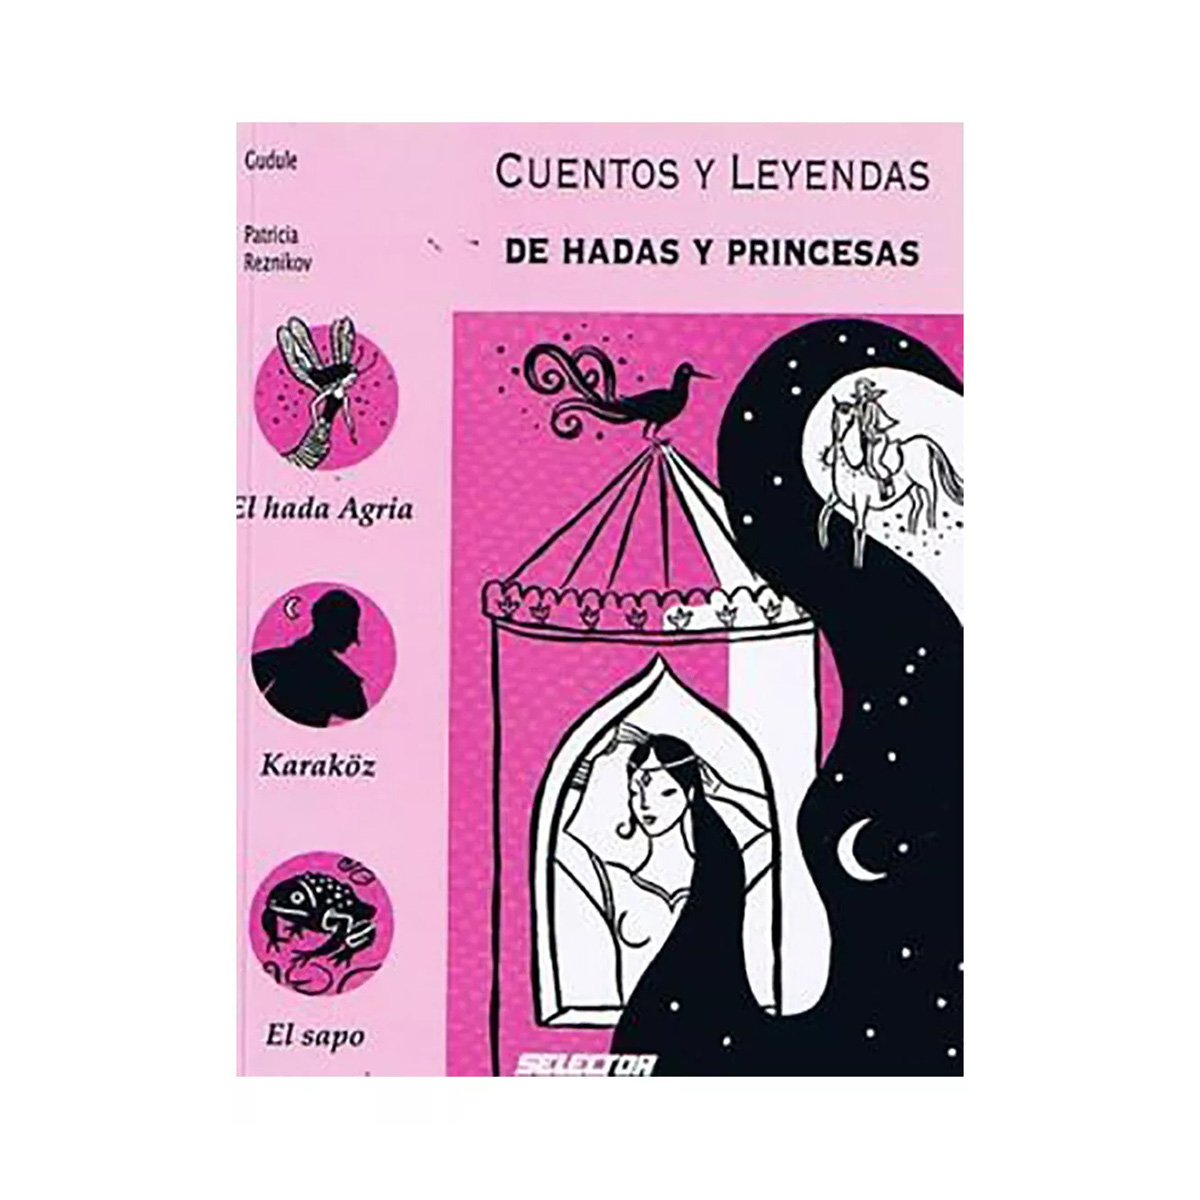 Gudule
Patricia
Reznikov
CUENTOS Y LEYENDAS
DE HADAS Y PRINCESAS
El hada Agria
Karaköz
El sapo
SELECTOR